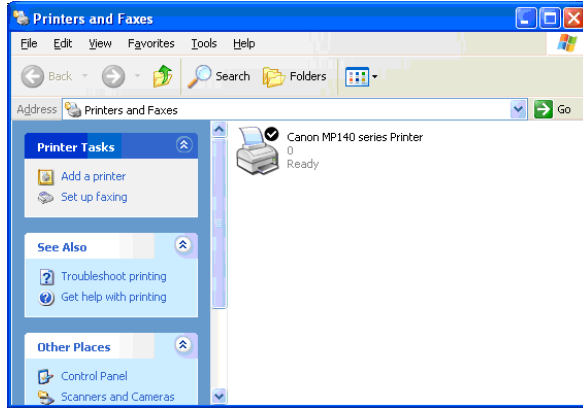 Printers and Faxes
File Edit View Favorites Tools Help
Back Search Folders
Address Printers and Faxes Go
Printer Tasks
Add a printer
Set up faxing
See Also
Troubleshoot printing
Get help with printing
Other Places
Control Panel
Scanners and Cameras
Canon MP140 series Printer
0
Ready